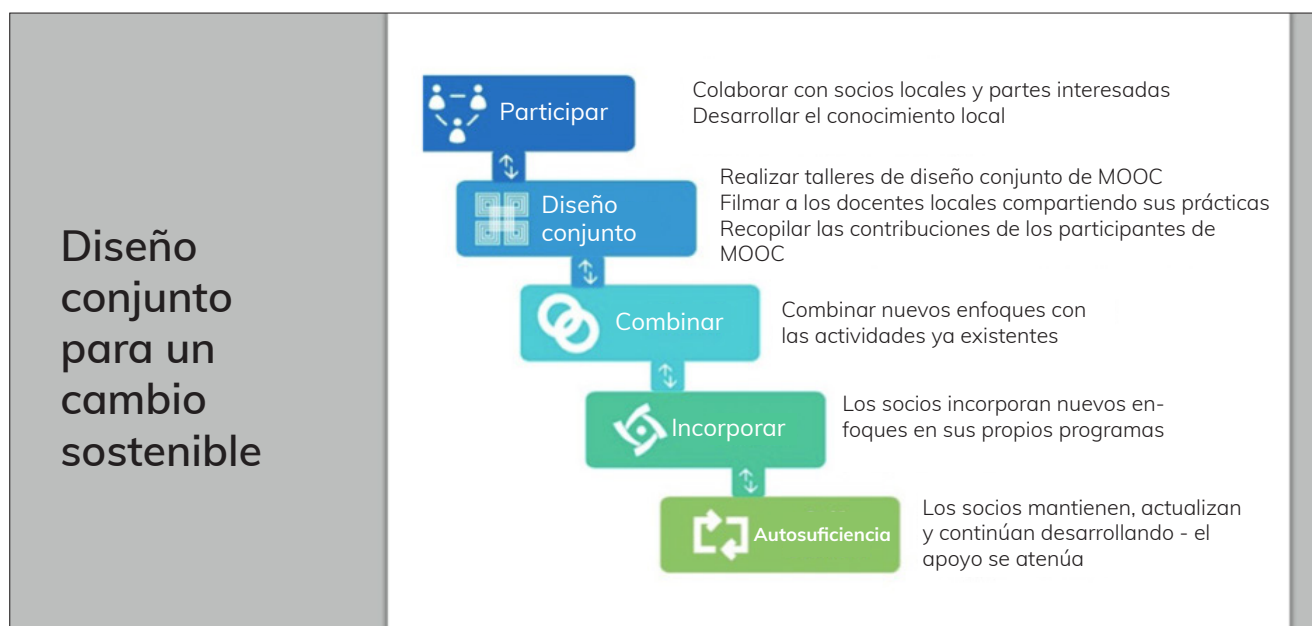 Diseño
conjunto
para un
cambio
sostenible
Participar
Colaborar con socios locales y partes interesadas
Desarrollar el conocimiento local
Diseño
conjunto
Realizar talleres de diseño conjunto de MOOC
Filmar a los docentes locales compartiendo sus prácticas
Recopilar las contribuciones de los participantes de
MOOC
Combinar
Combinar nuevos enfoques con
las actividades ya existentes
Incorporar
Los socios incorporan nuevos en-
foques en sus propios programas
Autosuficiencia
Los socios mantienen, actualizan
y continúan desarrollando - el
apoyo se atenúa